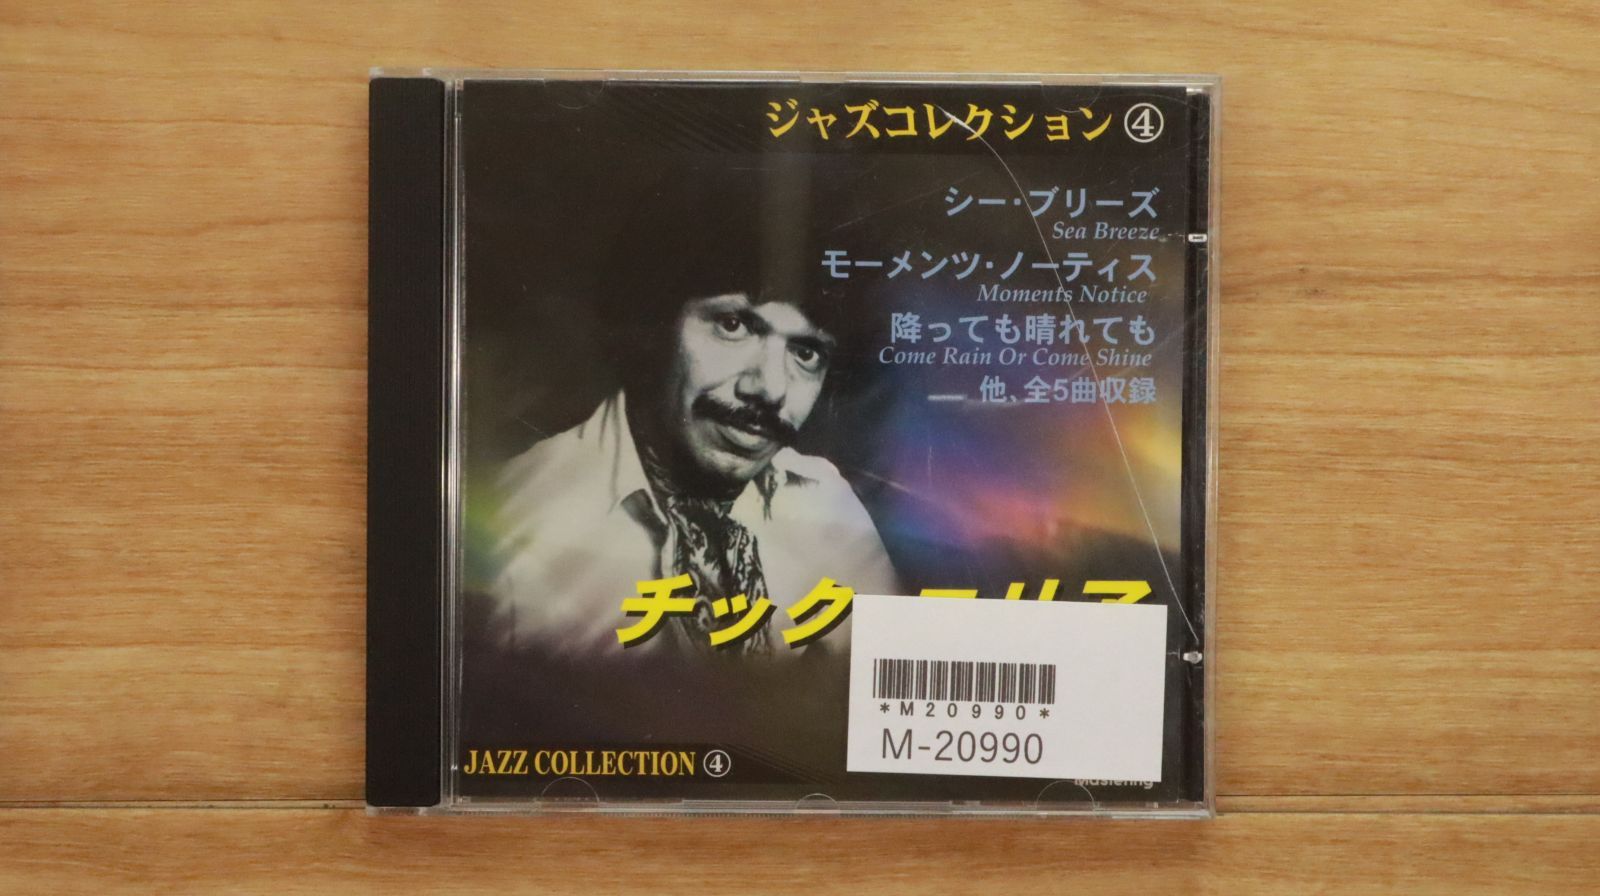 ジャズコレクション④
シー・ブリーズ
Sea Breeze
モーメンツ・ノーティス
Moments Notice
降っても晴れても
Come Rain Or Come Shine
他、全5曲収録
チック
*M20990*
M-20990
JAZZ COLLECTION ④